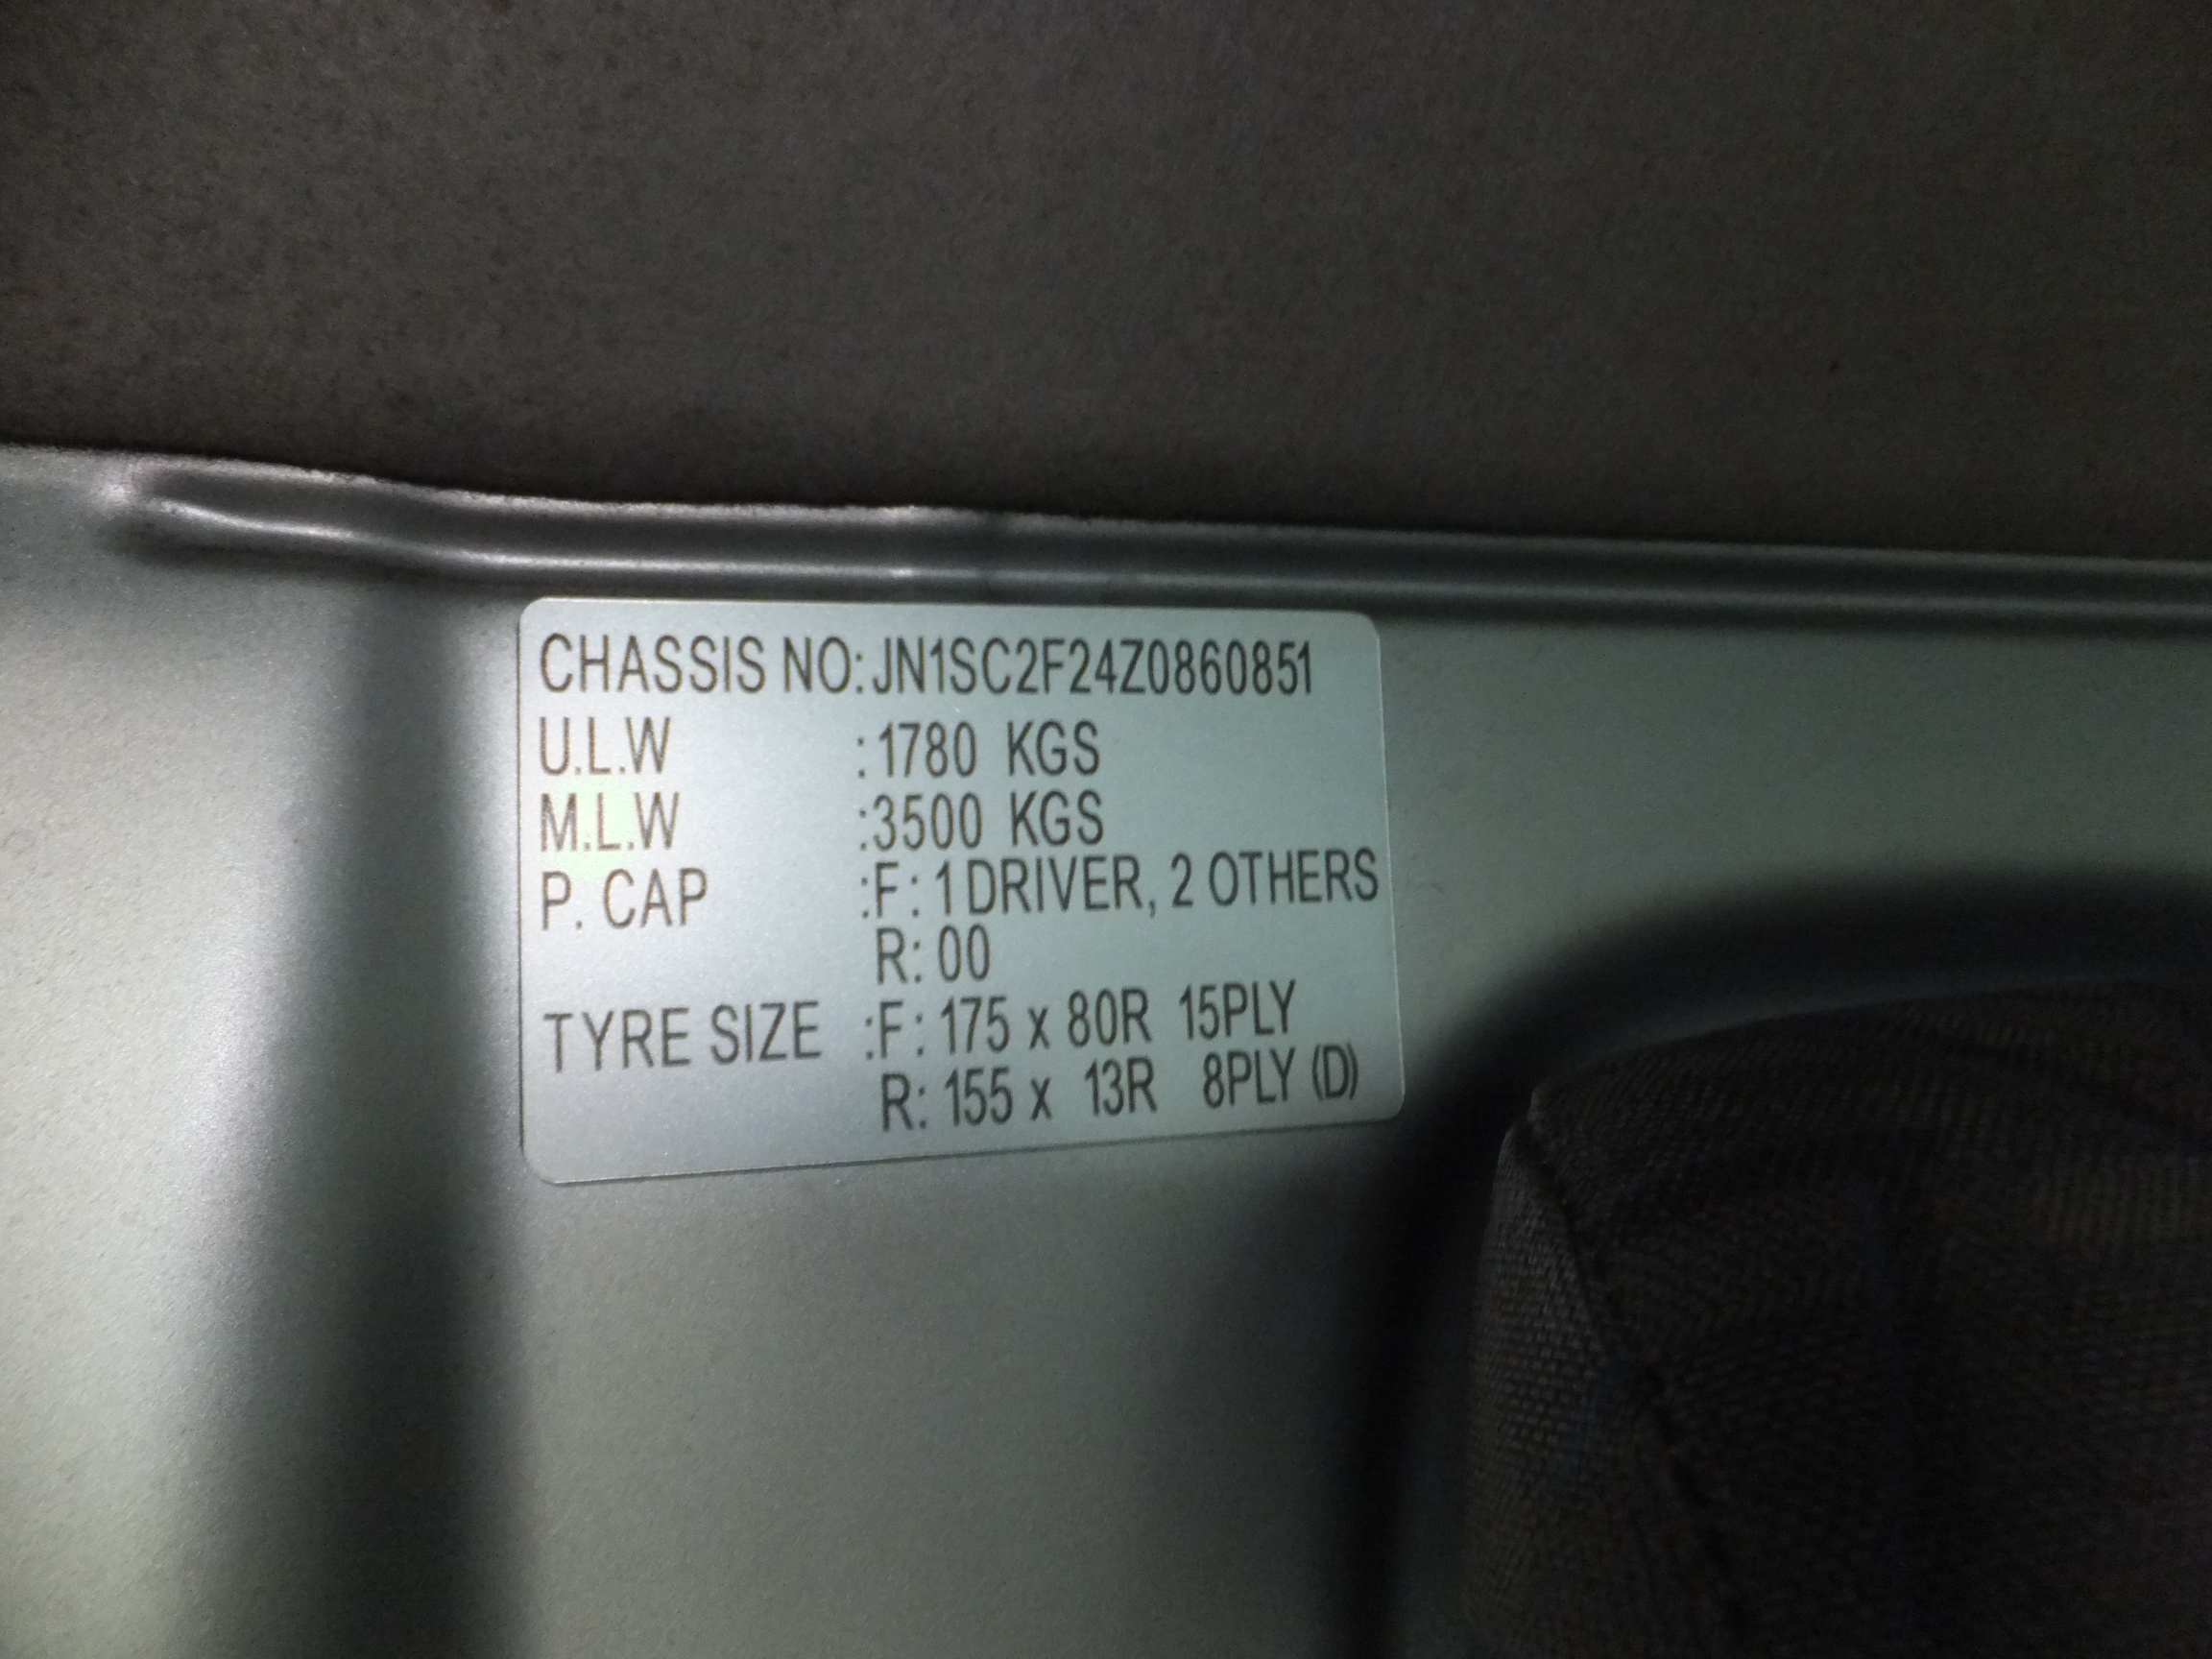 CHASSIS NO:JN1SC2F24Z0860851
U.L.W :1780 KGS
M.L.W :3500 KGS
P. CAP :F: 1 DRIVER, 2 OTHERS
R: 00
TYRE SIZE :F: 175 x 80R 15PLY
R: 155 x 13R 8PLY (D)